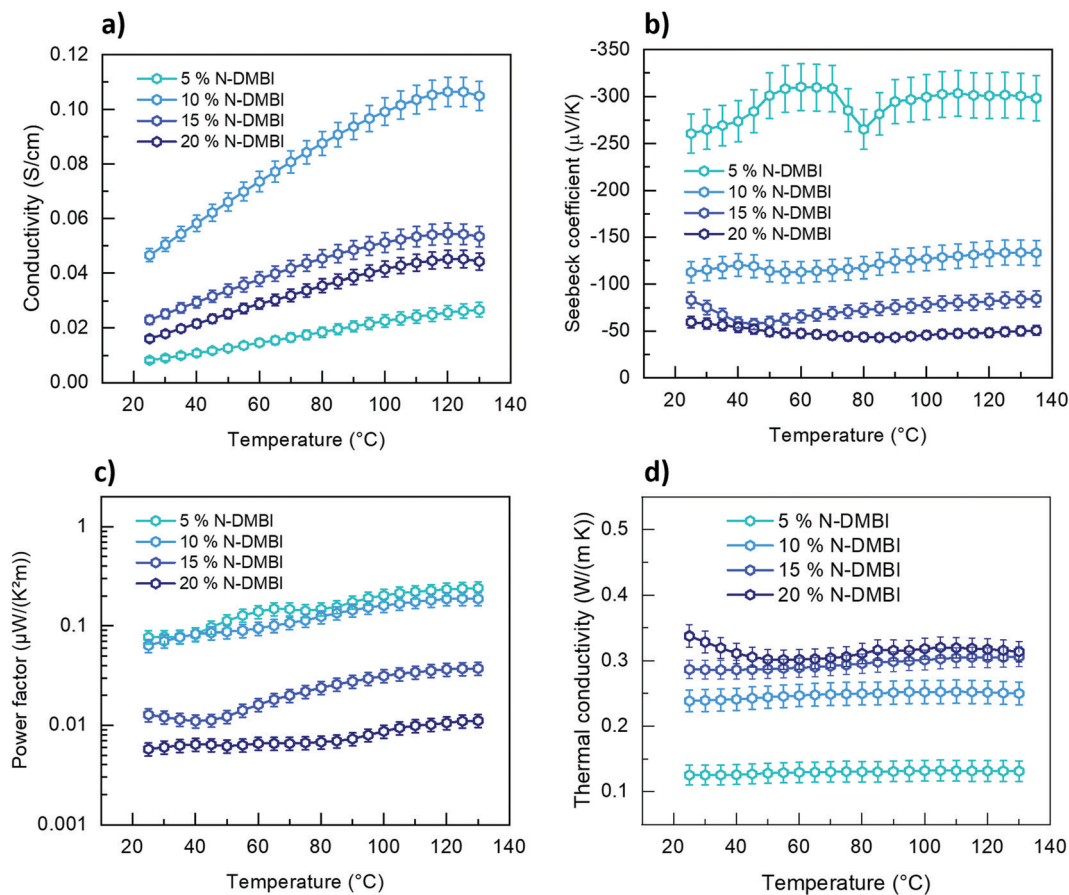 a)
0.12
0.10
0.08
0.06
0.04
0.02
0.00
Conductivity (S/cm)
5 % N-DMBI
10 % N-DMBI
15 % N-DMBI
20 % N-DMBI
20 40 60 80 100 120 140
Temperature (°C)
b)
-350
-300
-250
-200
-150
-100
-50
0
Seebeck coefficient (µV/K)
5 % N-DMBI
10 % N-DMBI
15 % N-DMBI
20 % N-DMBI
20 40 60 80 100 120 140
Temperature (°C)
c)
1
0.1
0.01
0.001
Power factor (µW/(K²m))
5 % N-DMBI
10 % N-DMBI
15 % N-DMBI
20 % N-DMBI
20 40 60 80 100 120 140
Temperature (°C)
d)
0.5
0.4
0.3
0.2
0.1
Thermal conductivity (W/(m K))
5 % N-DMBI
10 % N-DMBI
15 % N-DMBI
20 % N-DMBI
20 40 60 80 100 120 140
Temperature (°C)